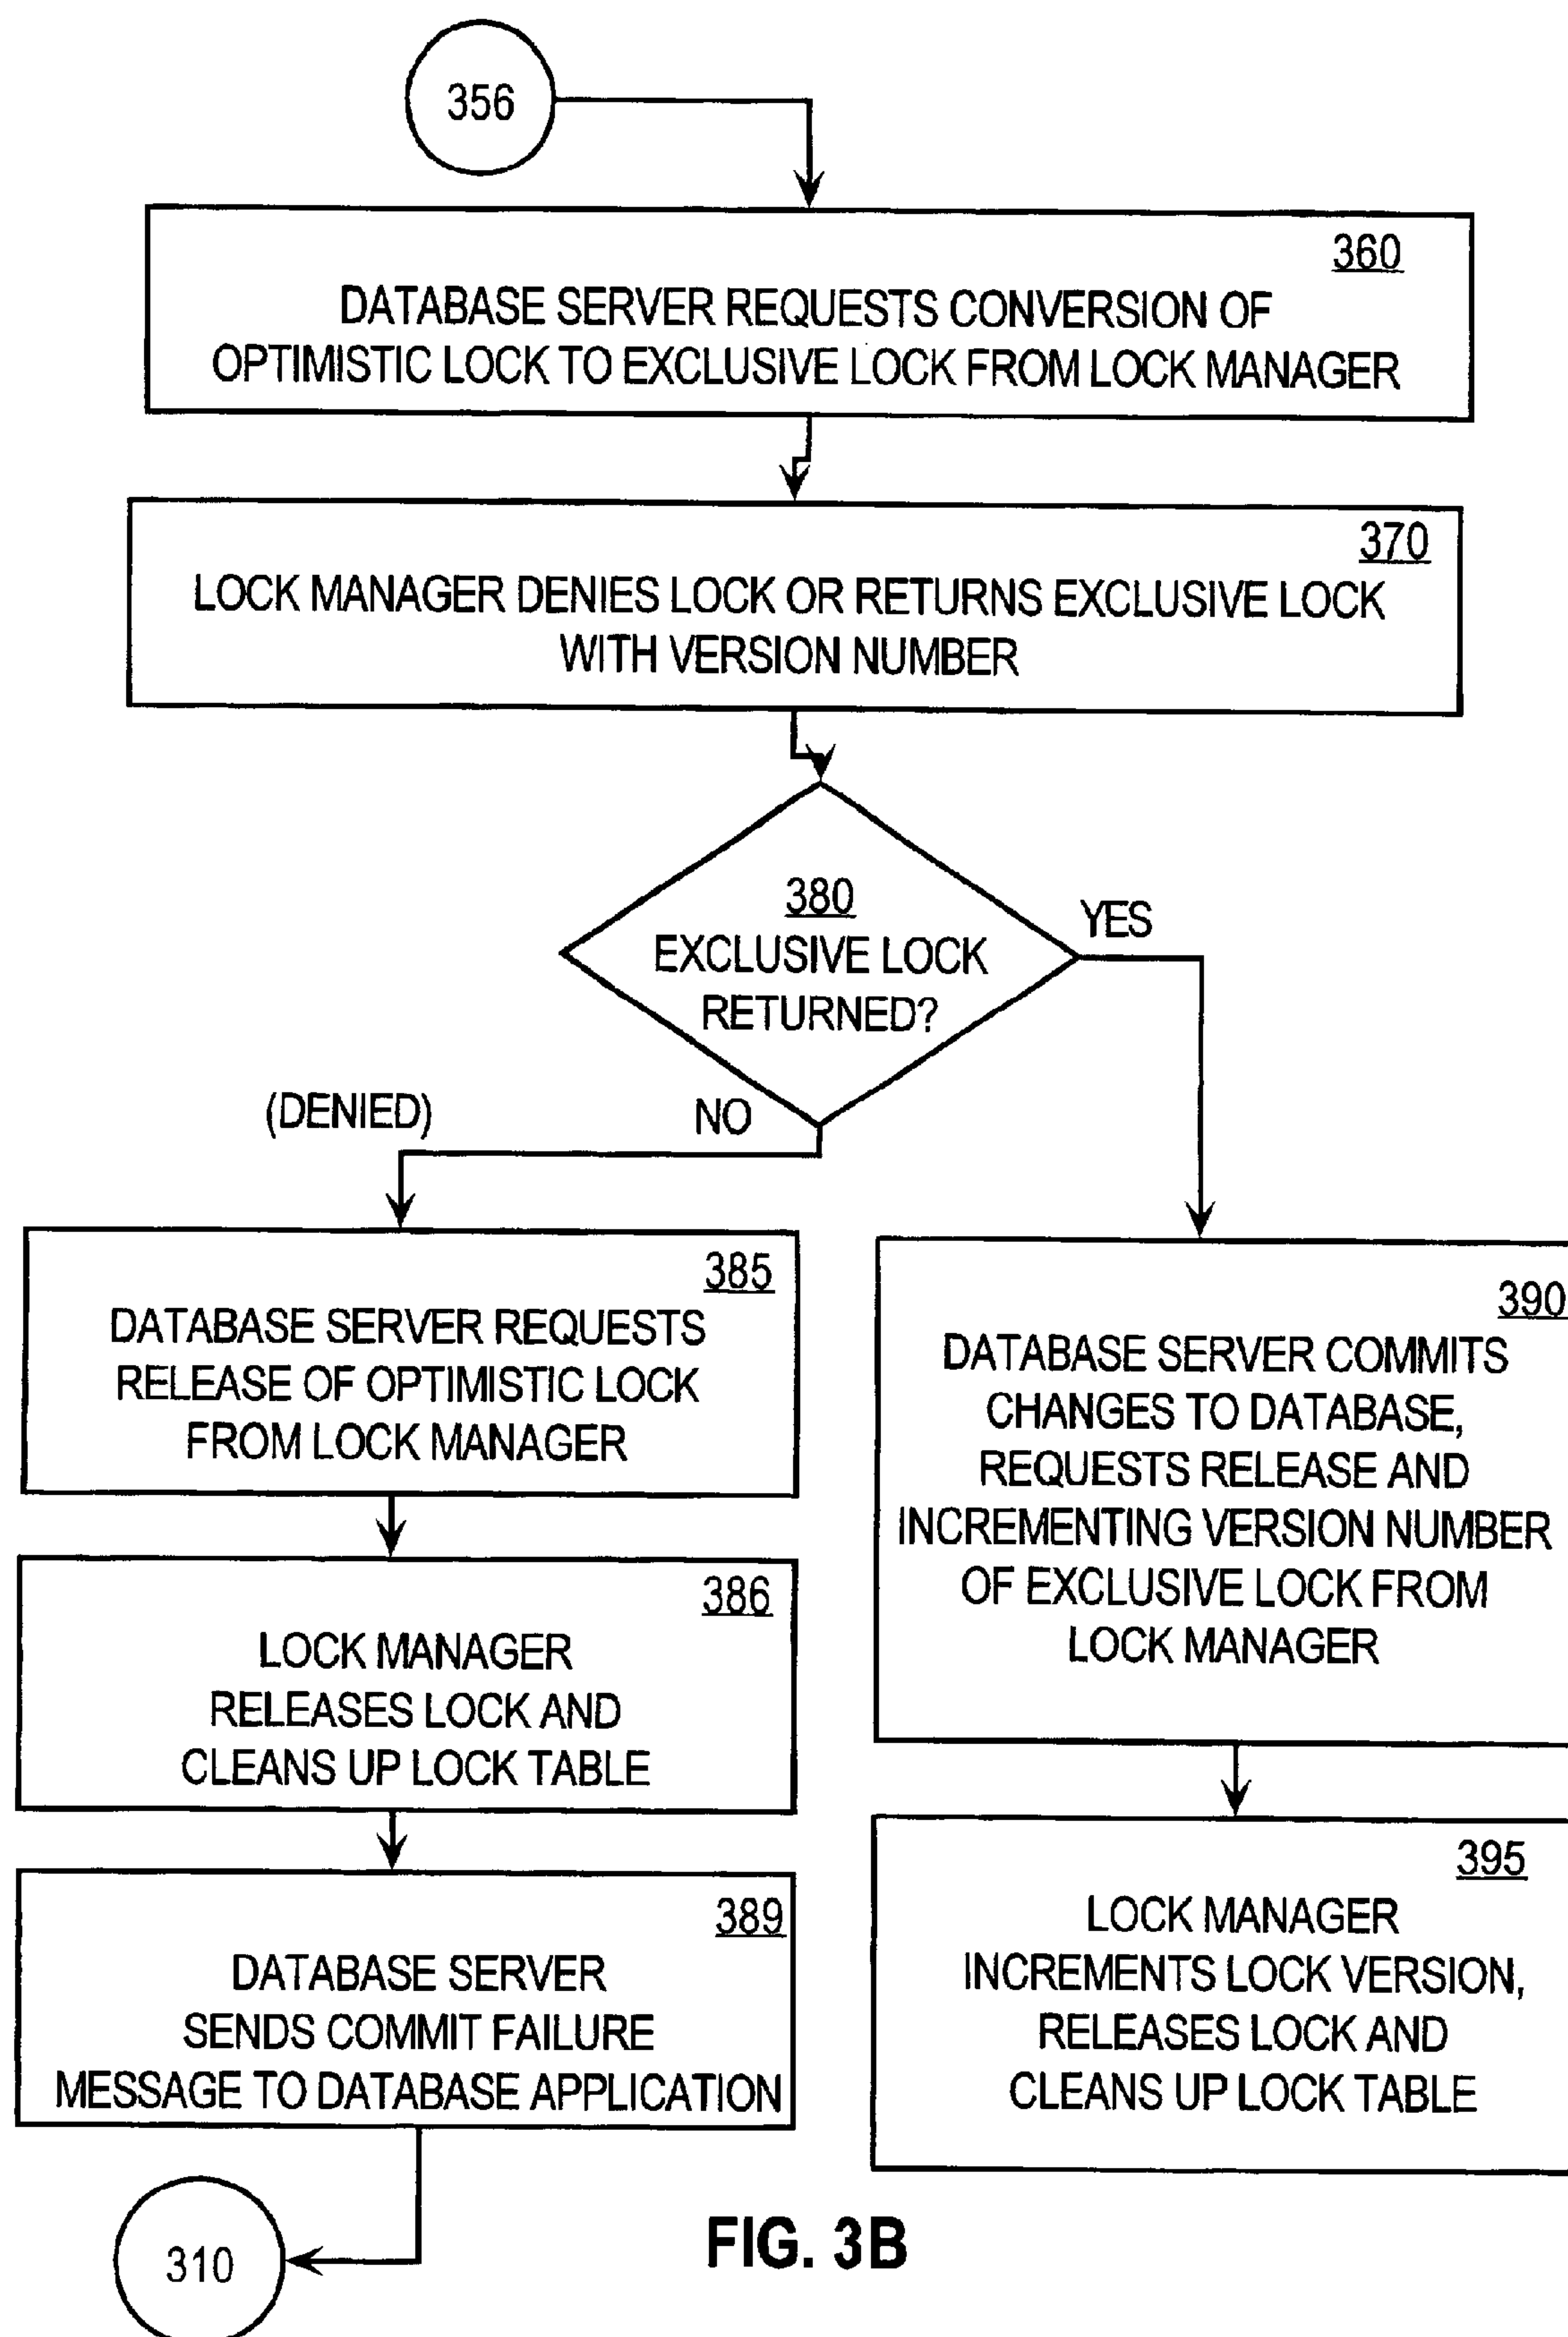 356
360
DATABASE SERVER REQUESTS CONVERSION OF
OPTIMISTIC LOCK TO EXCLUSIVE LOCK FROM LOCK MANAGER
370
LOCK MANAGER DENIES LOCK OR RETURNS EXCLUSIVE LOCK
WITH VERSION NUMBER
380
EXCLUSIVE LOCK
RETURNED?
YES
(DENIED)
NO
385
DATABASE SERVER REQUESTS
RELEASE OF OPTIMISTIC LOCK
FROM LOCK MANAGER
386
LOCK MANAGER
RELEASES LOCK AND
CLEANS UP LOCK TABLE
389
DATABASE SERVER
SENDS COMMIT FAILURE
MESSAGE TO DATABASE APPLICATION
310
390
DATABASE SERVER COMMITS
CHANGES TO DATABASE,
REQUESTS RELEASE AND
INCREMENTING VERSION NUMBER
OF EXCLUSIVE LOCK FROM
LOCK MANAGER
395
LOCK MANAGER
INCREMENTS LOCK VERSION,
RELEASES LOCK AND
CLEANS UP LOCK TABLE
FIG. 3B